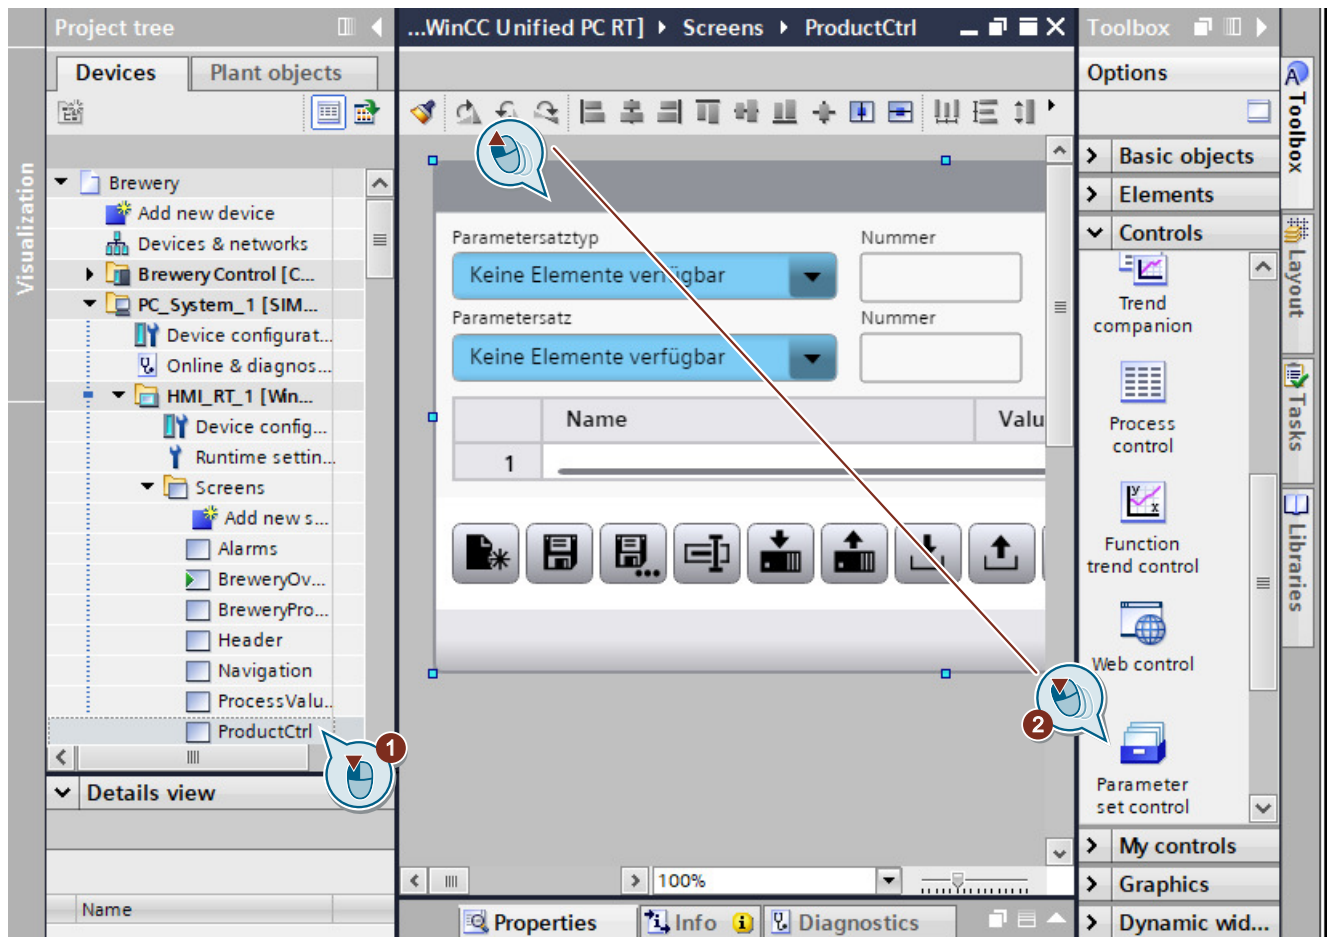 Project tree
Devices
Plant objects
Visualization
Brewery
Add new device
Devices & networks
Brewery Control [C...
PC_System_1 [SIM...
Device configurat...
Online & diagnos...
HMI_RT_1 [Win...
Device config...
Runtime settin...
Screens
Add new s...
Alarms
BreweryOv...
BreweryPro...
Header
Navigation
ProcessValu..
ProductCtrl
1
Details view
Name
...WinCC Unified PC RT] Screens ProductCtrl
Parametersatztyp
Nummer
Keine Elemente verfügbar
Parametersatz
Nummer
Keine Elemente verfügbar
Name
Valu
1
2
100%
Properties
Info
Diagnostics
Toolbox
Options
Basic objects
Elements
Controls
Trend
companion
Process
control
Function
trend control
Web control
Parameter
set control
My controls
Graphics
Dynamic wid...
Toolbox
Layout
Tasks
Libraries